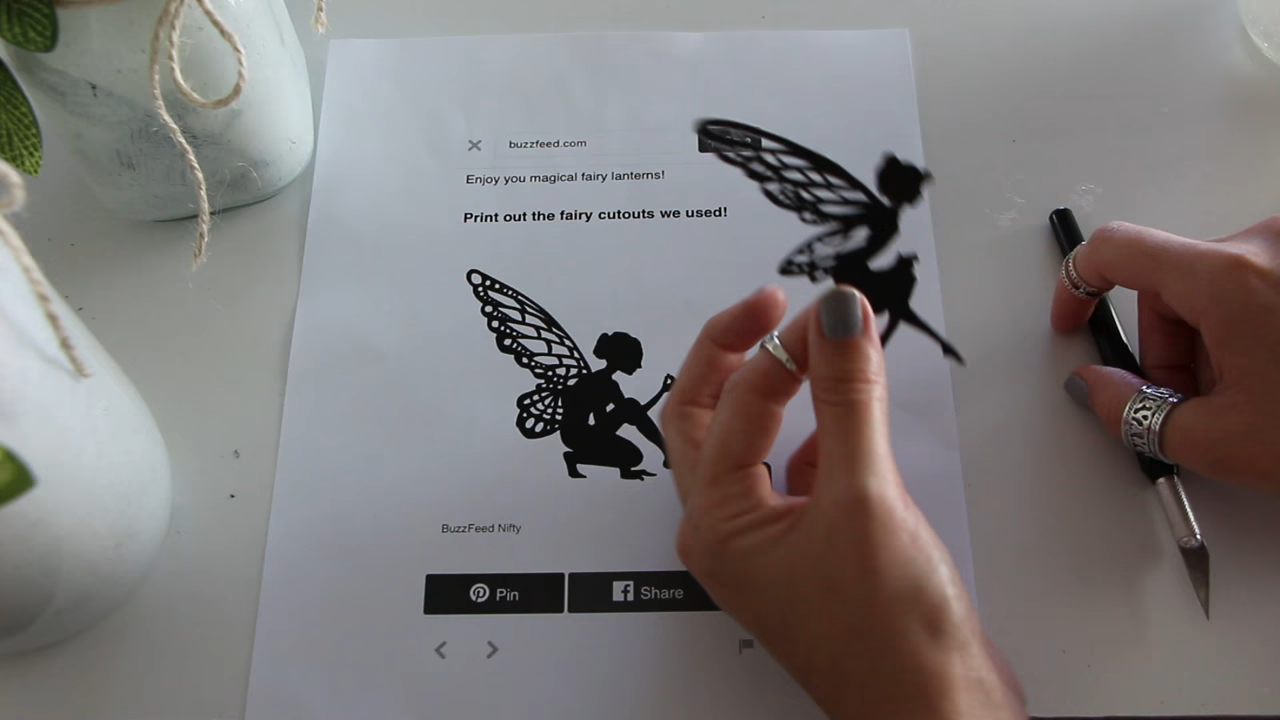 buzzfeed.com
Enjoy you magical fairy lanterns!
Print out the fairy cutouts we used!
BuzzFeed Nifty
Pin
Share